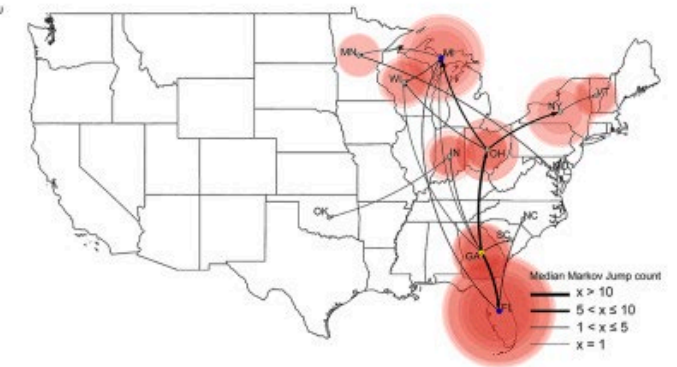 MN
MI
WI
VT
NY
OH
IN
OK
NC
SC
GA
FL
Median Markov Jump count
x > 10
5 < x ≤ 10
1 < x ≤ 5
x = 1